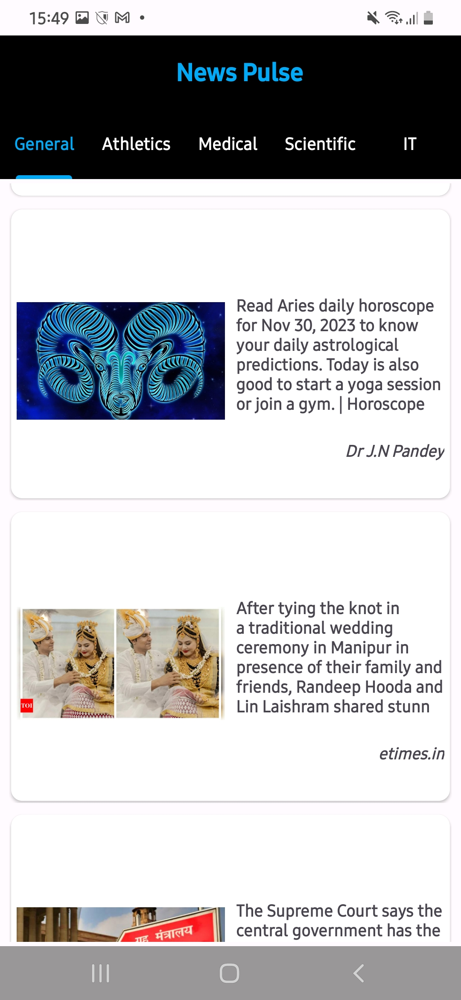 15:49
News Pulse
General Athletics Medical Scientific IT
Read Aries daily horoscope
for Nov 30, 2023 to know
your daily astrological
predictions. Today is also
good to start a yoga session
or join a gym. | Horoscope
Dr J.N Pandey
After tying the knot in
a traditional wedding
ceremony in Manipur in
presence of their family and
friends, Randeep Hooda and
Lin Laishram shared stunn
TOI
etimes.in
The Supreme Court says the
central government has the
गृह मंत्रालय